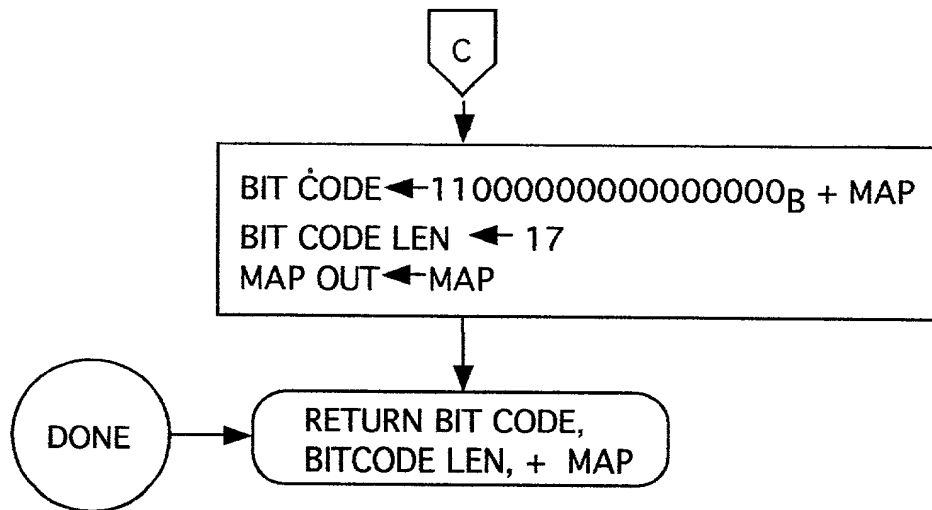 C
BIT CODE←11000000000000000B + MAP
BIT CODE LEN ← 17
MAP OUT←MAP
DONE
RETURN BIT CODE,
BITCODE LEN, + MAP